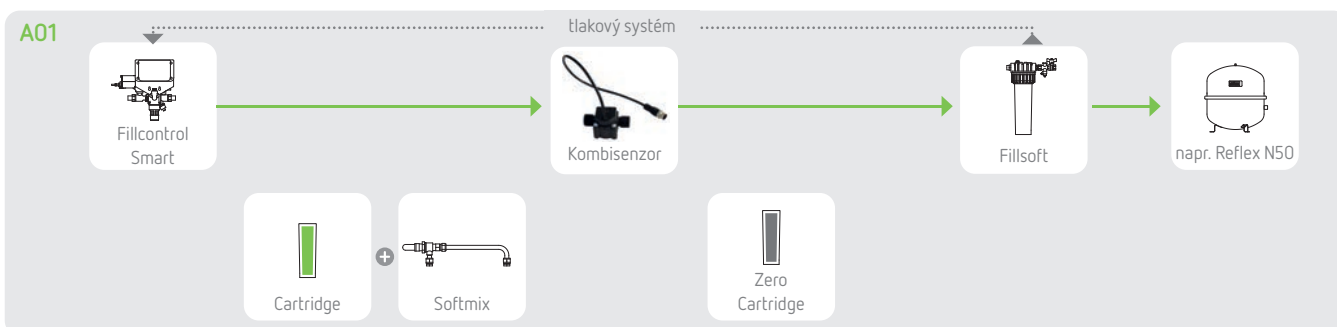 A01
tlakový systém
Fillcontrol
Smart
Kombisenzor
Fillsoft
napr. Reflex N50
Cartridge
+
Softmix
Zero
Cartridge